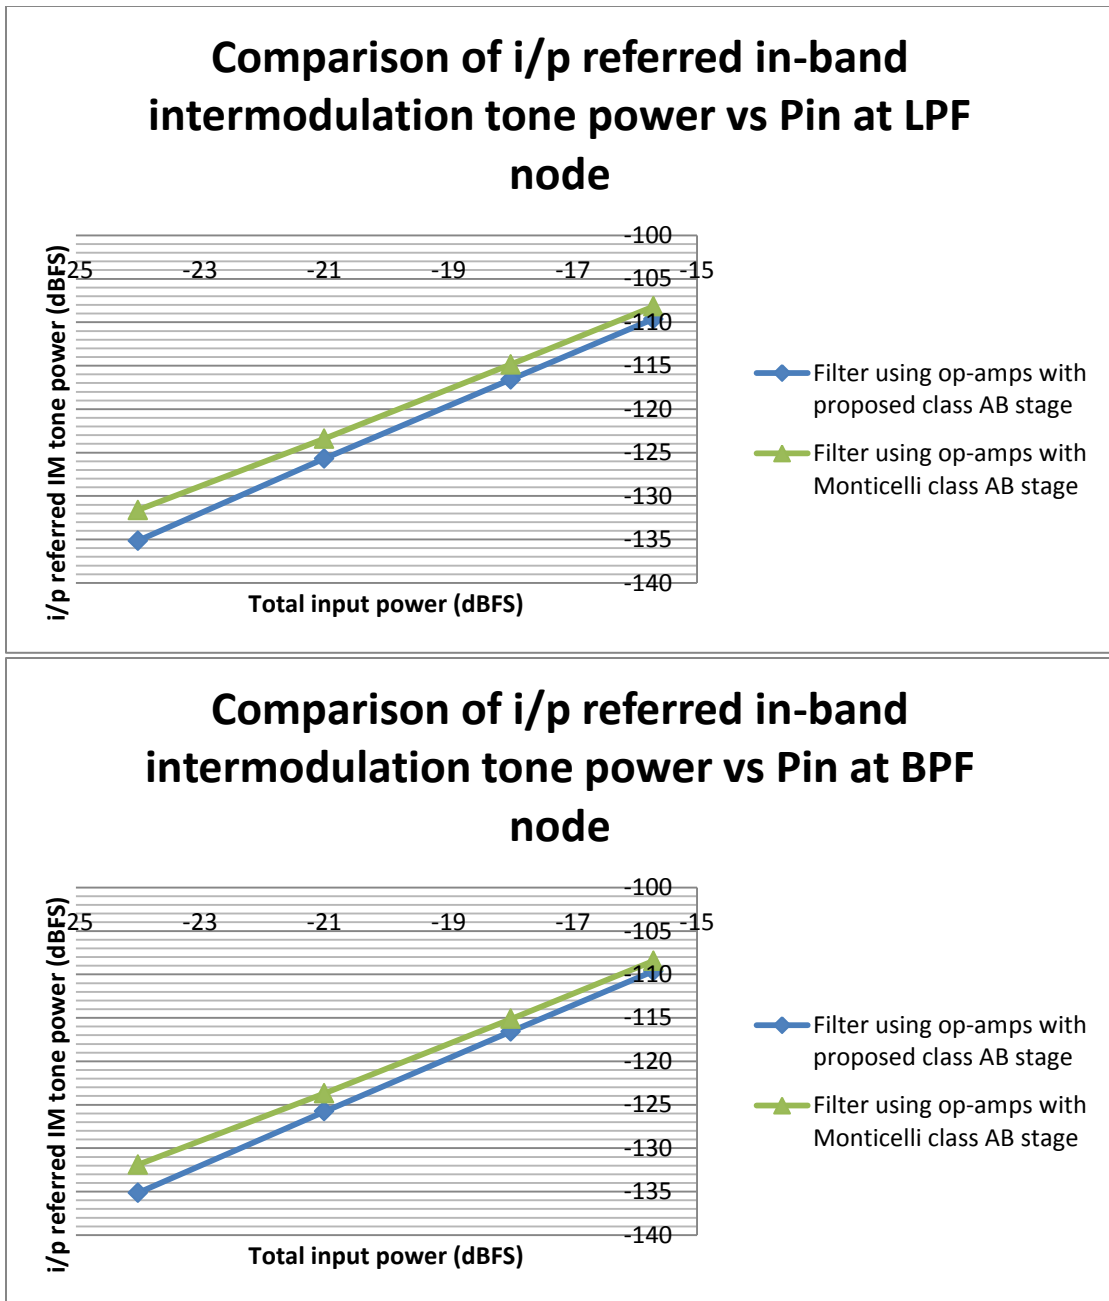 Comparison of i/p referred in-band
intermodulation tone power vs Pin at LPF
node
i/p referred IM tone power (dBFS)
-100
-25
-23
-21
-19
-17
-15
-105
-110
-115
-120
-125
-130
-135
-140
Total input power (dBFS)
Filter using op-amps with
proposed class AB stage
Filter using op-amps with
Monticelli class AB stage
Comparison of i/p referred in-band
intermodulation tone power vs Pin at BPF
node
i/p referred IM tone power (dBFS)
-100
-25
-23
-21
-19
-17
-15
-105
-110
-115
-120
-125
-130
-135
-140
Total input power (dBFS)
Filter using op-amps with
proposed class AB stage
Filter using op-amps with
Monticelli class AB stage